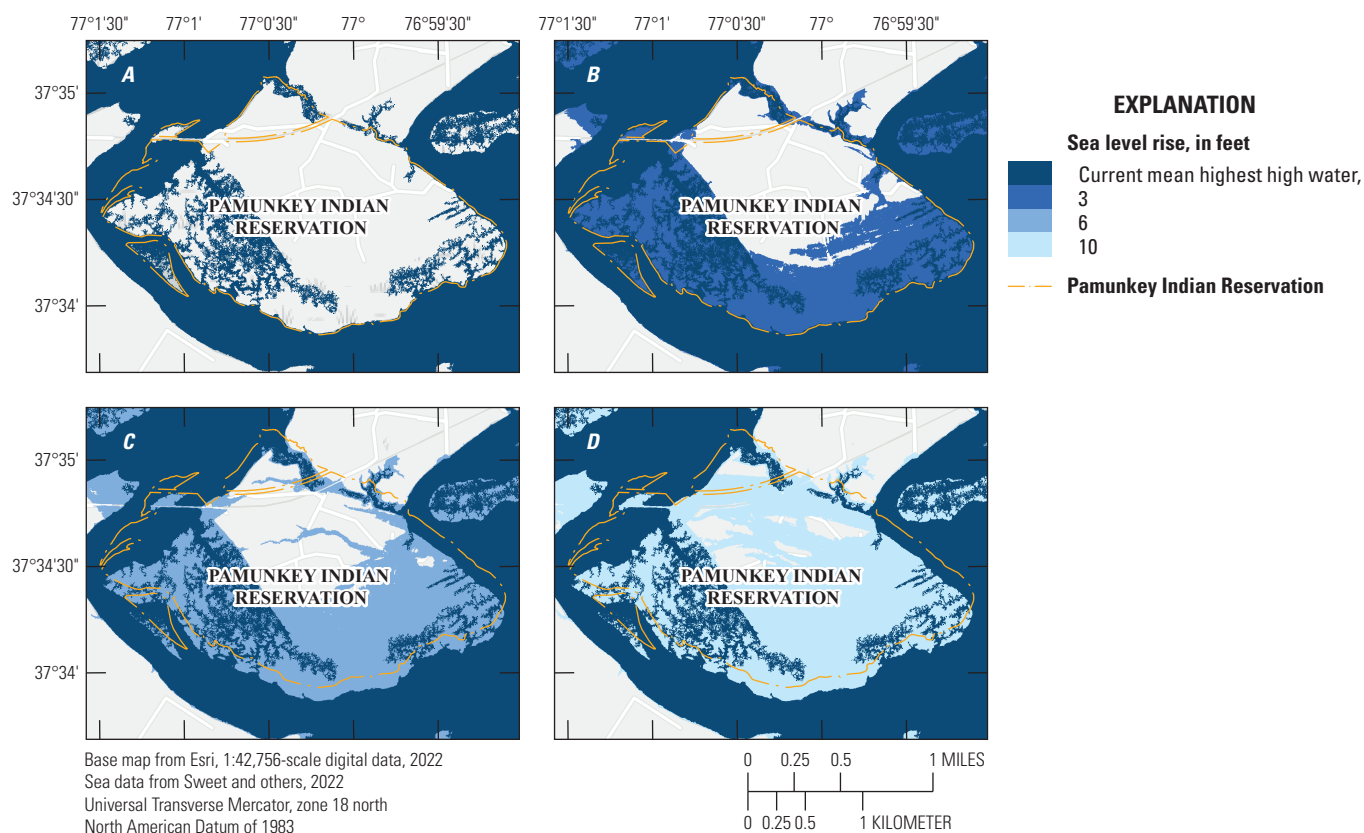 77°1'30" 77°1' 77°0'30" 77° 76°59'30"
77°1'30" 77°1' 77°0'30" 77° 76°59'30"
37°35'
37°34'30"
37°34'
A
PAMUNKEY INDIAN
RESERVATION
B
PAMUNKEY INDIAN
RESERVATION
EXPLANATION
Sea level rise, in feet
Current mean highest high water,
3
6
10
Pamunkey Indian Reservation
37°35'
37°34'30"
37°34'
C
PAMUNKEY INDIAN
RESERVATION
D
PAMUNKEY INDIAN
RESERVATION
Base map from Esri, 1:42,756-scale digital data, 2022
Sea data from Sweet and others, 2022
Universal Transverse Mercator, zone 18 north
North American Datum of 1983
0 0.25 0.5 1 MILES
0 0.25 0.5 1 KILOMETER